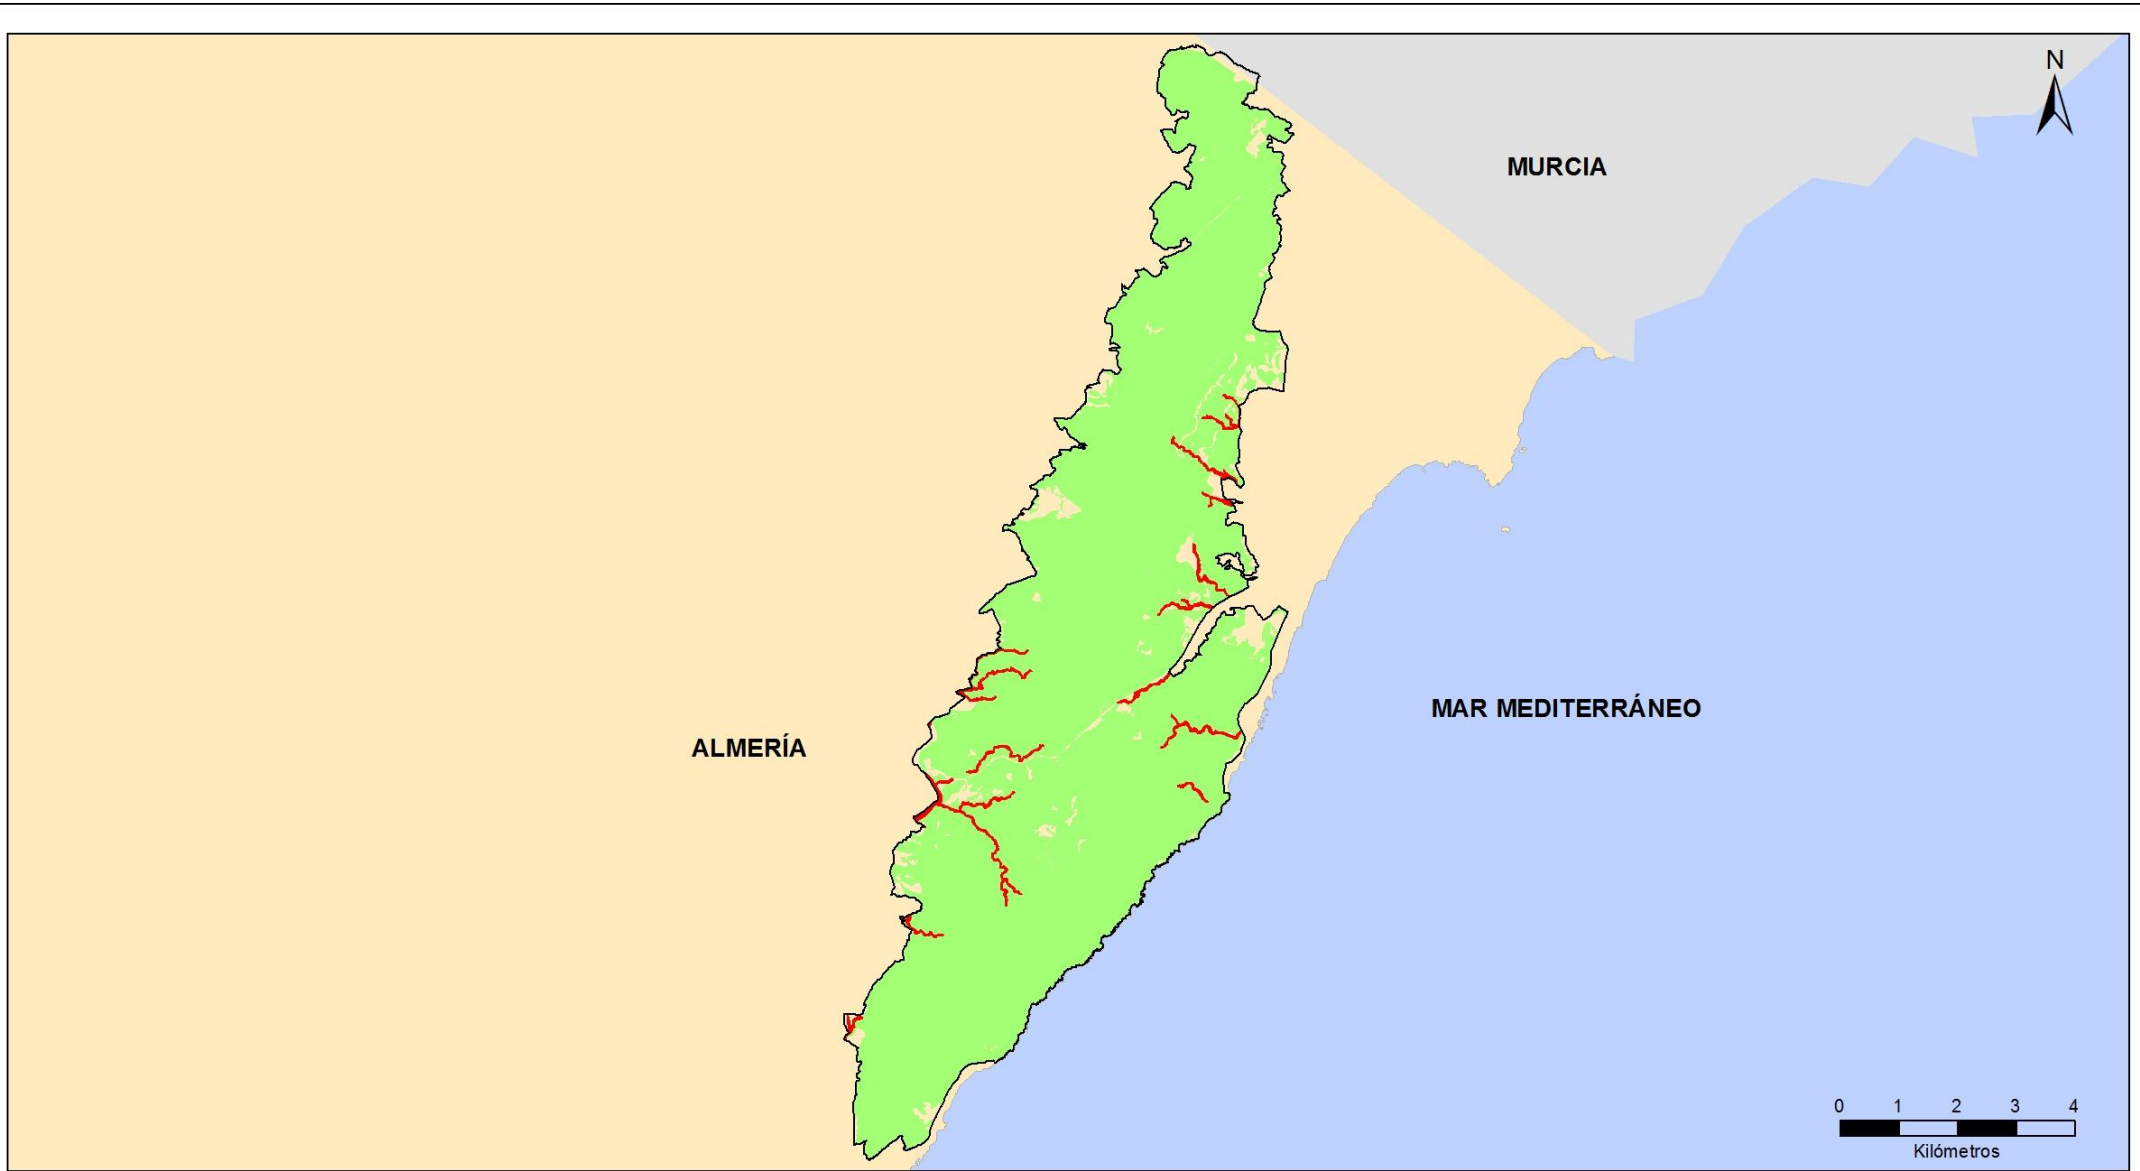 N
MURCIA
MAR MEDITERRÁNEO
ALMERÍA
0 1 2 3 4
Kilómetros